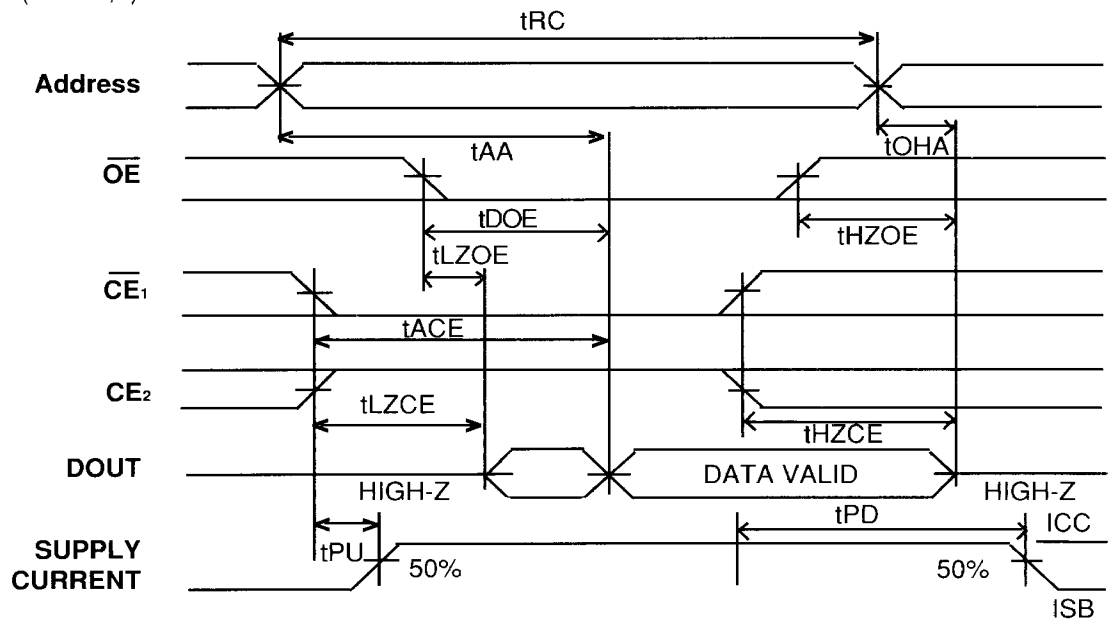 tRC
Address
tAA
tOHA
OE
tDOE
tHZOE
tLZOE
CE1
tACE
CE2
tLZCE
tHZCE
DOUT
DATA VALID
HIGH-Z
HIGH-Z
tPD
ICC
SUPPLY
CURRENT
tPU
50%
50%
ISB